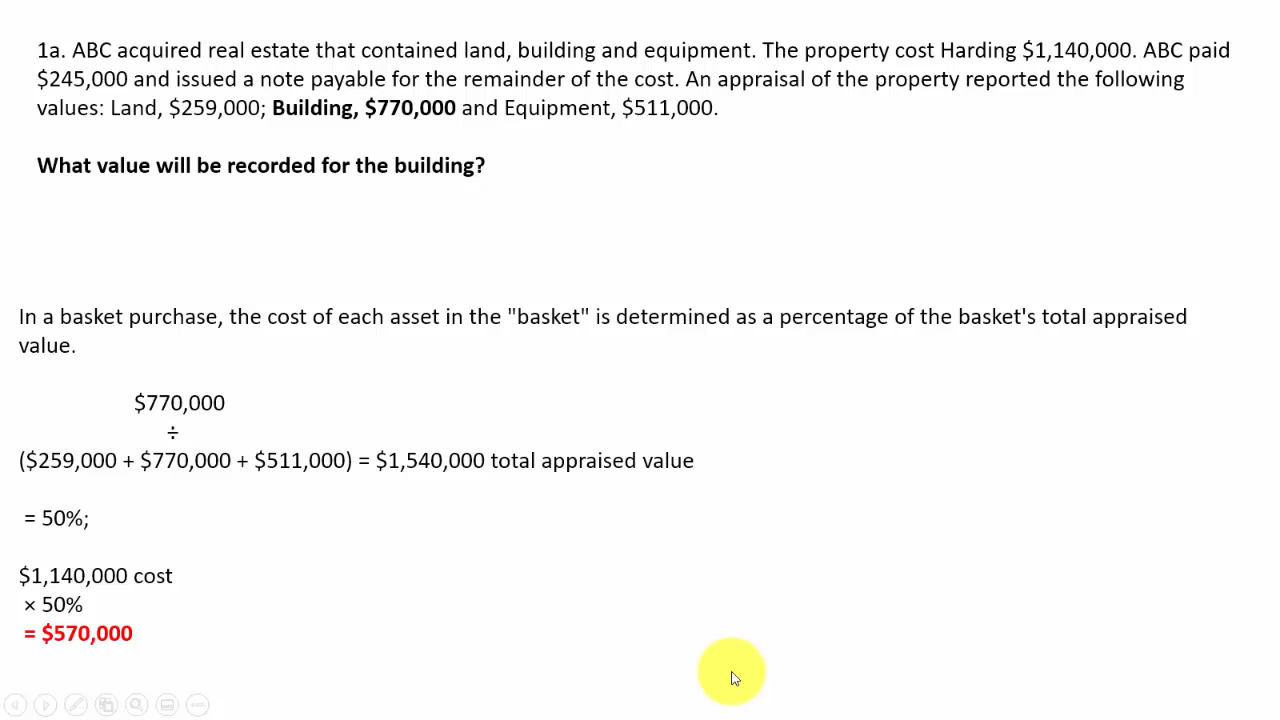 1a. ABC acquired real estate that contained land, building and equipment. The property cost Harding $1,140,000. ABC paid
$245,000 and issued a note payable for the remainder of the cost. An appraisal of the property reported the following
values: Land, $259,000; Building, $770,000 and Equipment, $511,000.
What value will be recorded for the building?
In a basket purchase, the cost of each asset in the "basket" is determined as a percentage of the basket's total appraised
value.
$770,000
÷
($259,000 + $770,000 + $511,000) = $1,540,000 total appraised value
= 50%;
$1,140,000 cost
× 50%
= $570,000